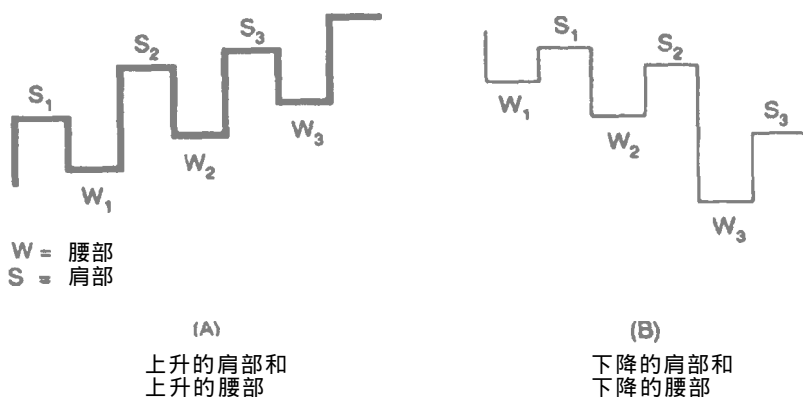 S₁
S₂
S₃
W₁
W₂
W₃
W = 腰部
S = 肩部
(A)
上升的肩部和
上升的腰部
S₁
S₂
S₃
W₁
W₂
W₃
(B)
下降的肩部和
下降的腰部